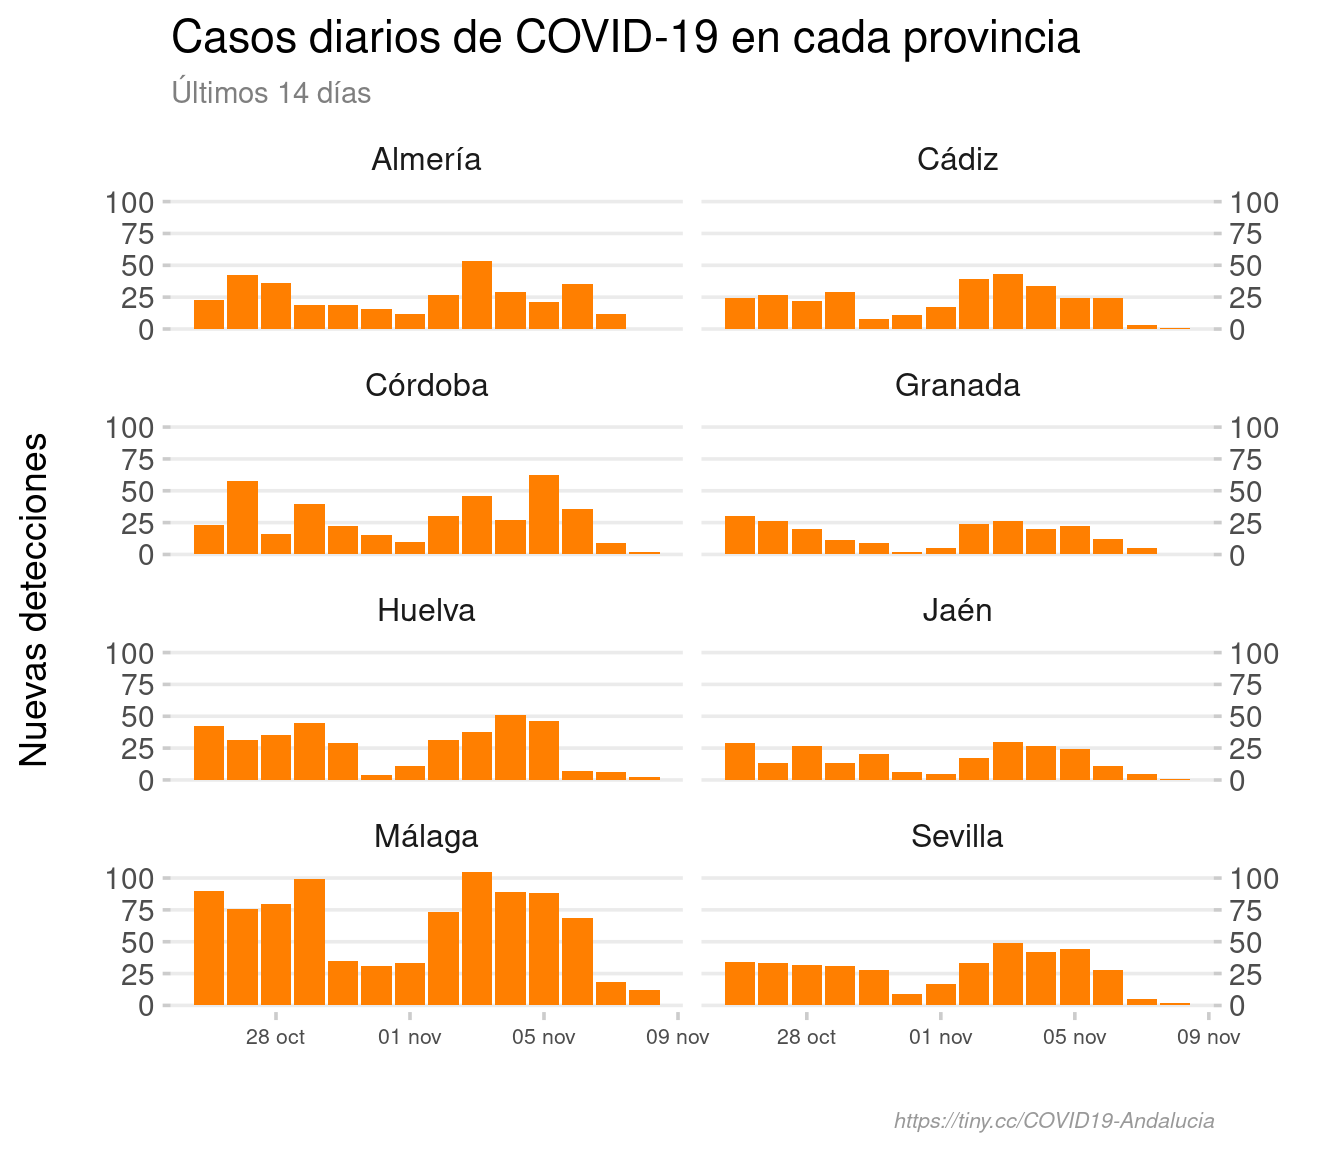 Casos diarios de COVID-19 en cada provincia
Últimos 14 días
Nuevas detecciones
Almería
Cádiz
100
75
50
25
0
100
75
50
25
0
Córdoba
Granada
100
75
50
25
0
100
75
50
25
0
Huelva
Jaén
100
75
50
25
0
100
75
50
25
0
Málaga
Sevilla
100
75
50
25
0
100
75
50
25
0
28 oct 01 nov 05 nov 09 nov
28 oct 01 nov 05 nov 09 nov
https://tiny.cc/COVID19-Andalucia